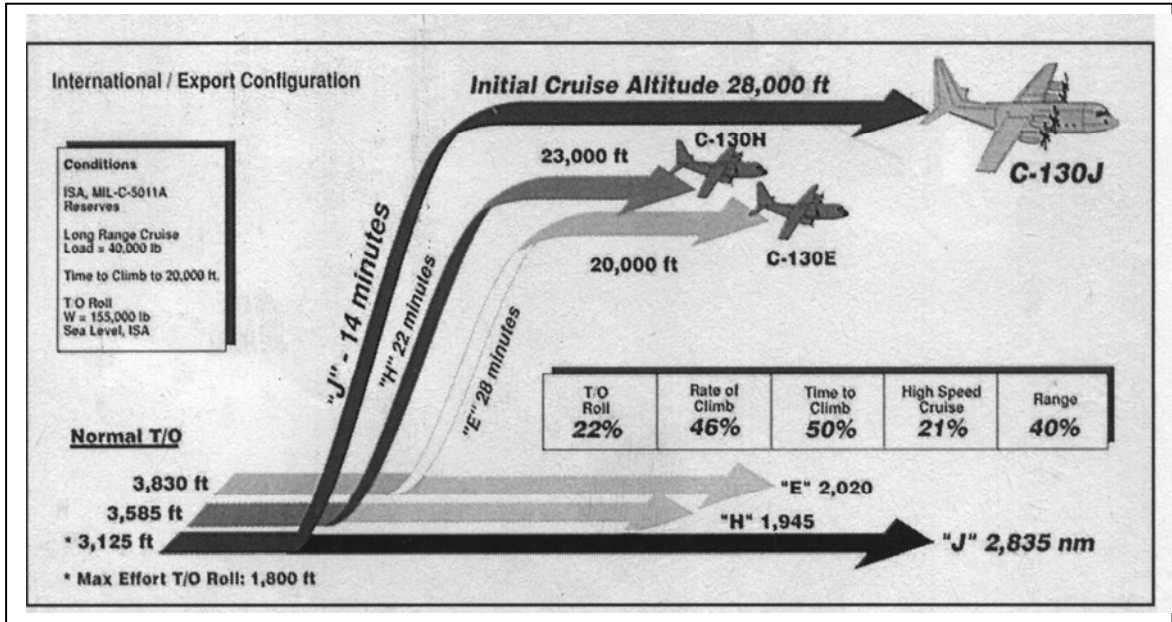 International / Export Configuration
Initial Cruise Altitude 28,000 ft
C-130J
C-130H
23,000 ft
C-130E
20,000 ft
Conditions
ISA, MIL-C-5011A
Reserves
Long Range Cruise
Load = 40,000 lb
Time to Climb to 20,000 ft.
T/O Roll
W = 155,000 lb
Sea Level, ISA
"J" - 14 minutes
"H" 22 minutes
"E" 28 minutes
T/O
Roll
22%
Rate of
Climb
46%
Time to
Climb
50%
High Speed
Cruise
21%
Range
40%
Normal T/O
3,830 ft
"E" 2,020
3,585 ft
"H" 1,945
* 3,125 ft
"J" 2,835 nm
* Max Effort T/O Roll: 1,800 ft